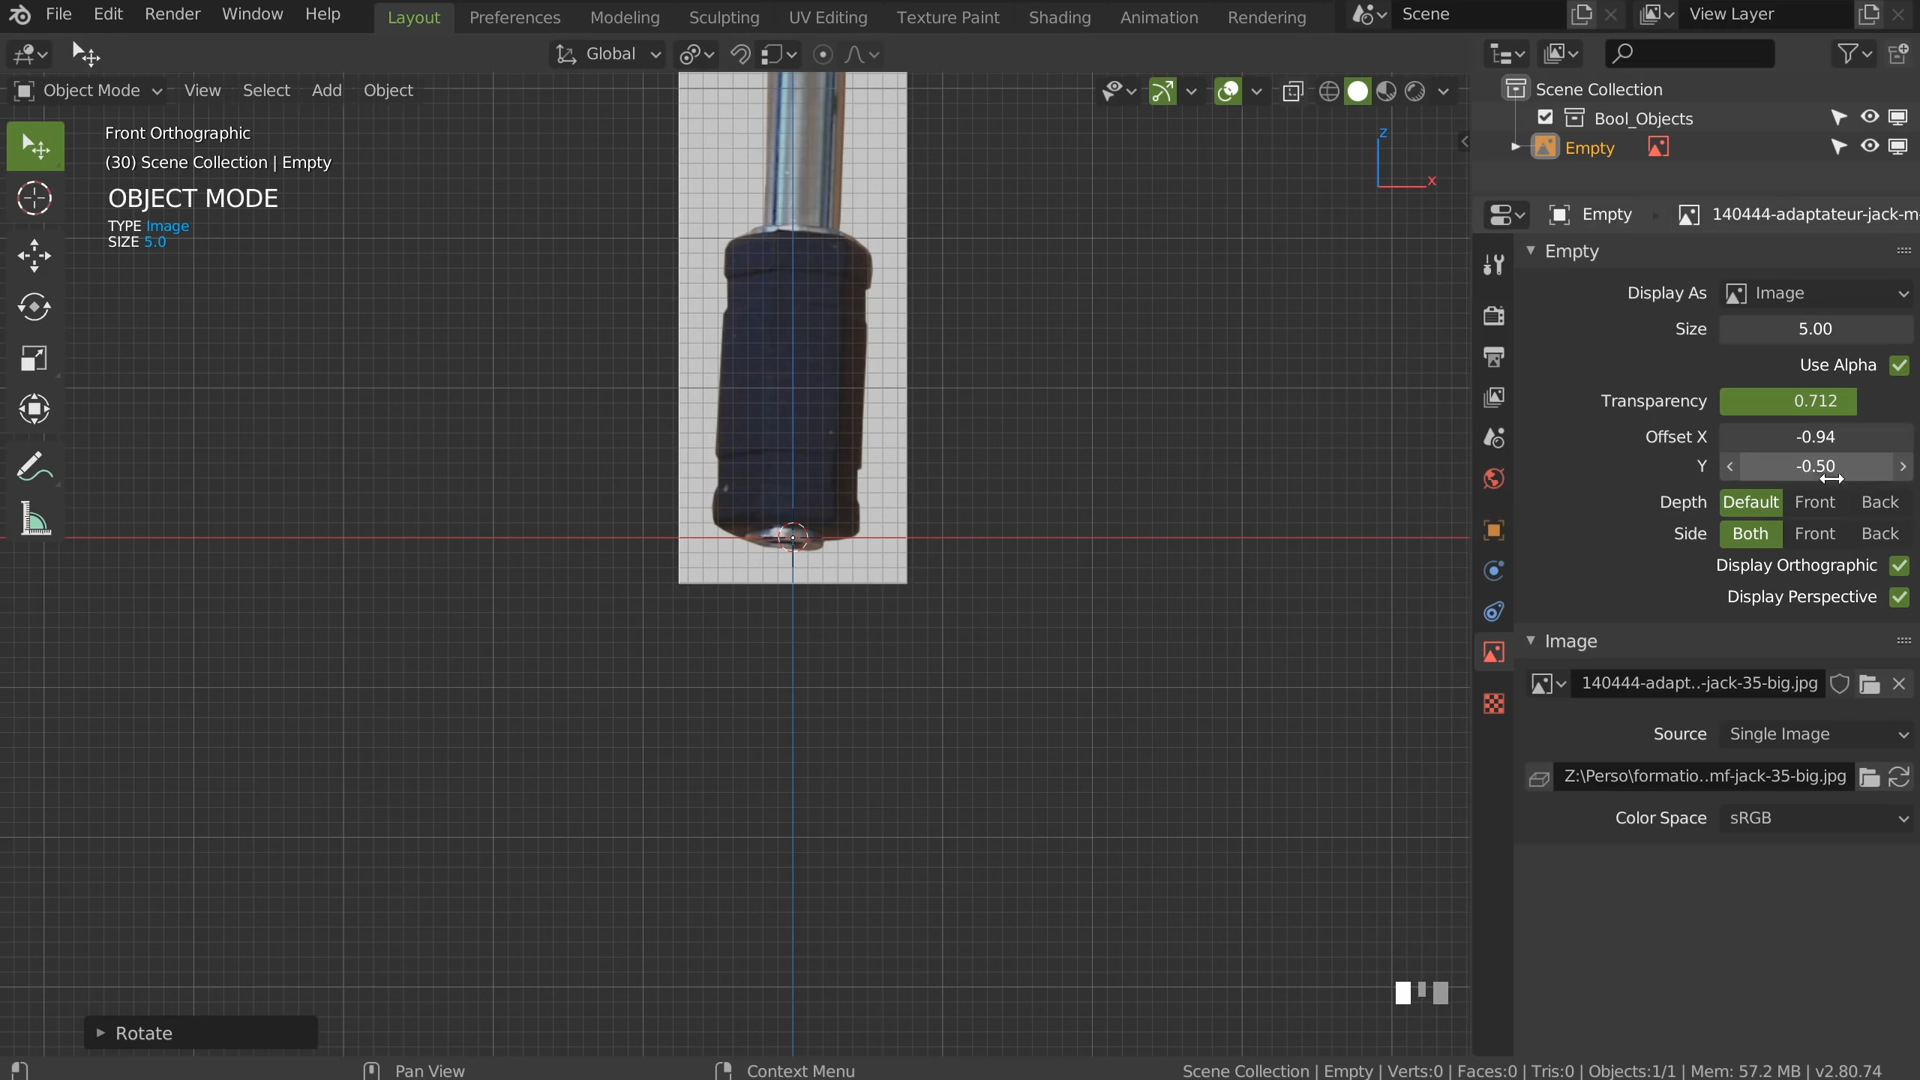 File Edit Render Window Help Layout Preferences Modeling Sculpting UV Editing Texture Paint Shading Animation Rendering Scene View Layer
Global
Object Mode View Select Add Object
Scene Collection
Bool_Objects
Empty
Front Orthographic
(30) Scene Collection | Empty
OBJECT MODE
TYPE Image
SIZE 5.0
z
x
Empty 140444-adaptateur-jack-m
Empty
Display As Image
Size 5.00
Use Alpha
Transparency 0.712
Offset X -0.94
Y -0.50
Depth Default Front Back
Side Both Front Back
Display Orthographic
Display Perspective
Image
140444-adapt..-jack-35-big.jpg
Source Single Image
Z:\Perso\formatio..mf-jack-35-big.jpg
Color Space sRGB
Rotate
Pan View Context Menu Scene Collection | Empty | Verts:0 | Faces:0 | Tris:0 | Objects:1/1 | Mem: 57.2 MB | v2.80.74